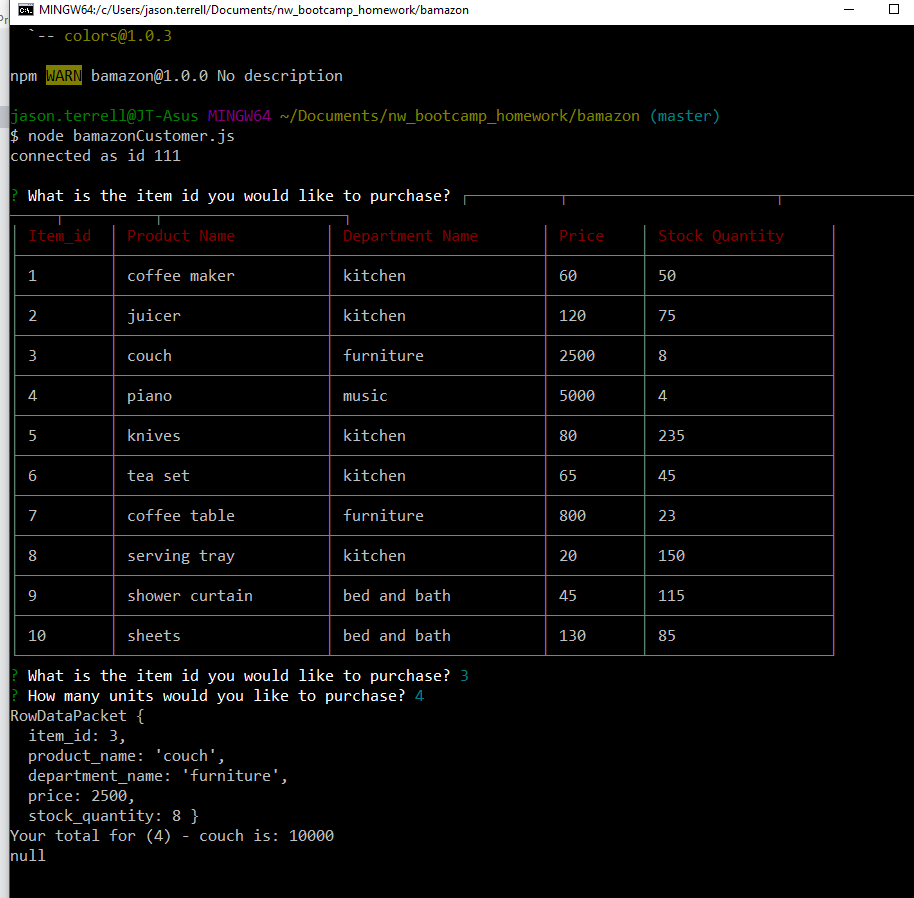 Pr
MINGW64:/c/Users/jason.terrell/Documents/nw_bootcamp_homework/bamazon
`-- colors@1.0.3
npm WARN bamazon@1.0.0 No description
jason.terrell@JT-Asus MINGW64 ~/Documents/nw_bootcamp_homework/bamazon (master)
$ node bamazonCustomer.js
connected as id 111
? What is the item id you would like to purchase?
Item_id Product Name Department Name Price Stock Quantity
1 coffee maker kitchen 60 50
2 juicer kitchen 120 75
3 couch furniture 2500 8
4 piano music 5000 4
5 knives kitchen 80 235
6 tea set kitchen 65 45
7 coffee table furniture 800 23
8 serving tray kitchen 20 150
9 shower curtain bed and bath 45 115
10 sheets bed and bath 130 85
? What is the item id you would like to purchase? 3
? How many units would you like to purchase? 4
RowDataPacket {
item_id: 3,
product_name: 'couch',
department_name: 'furniture',
price: 2500,
stock_quantity: 8 }
Your total for (4) - couch is: 10000
null